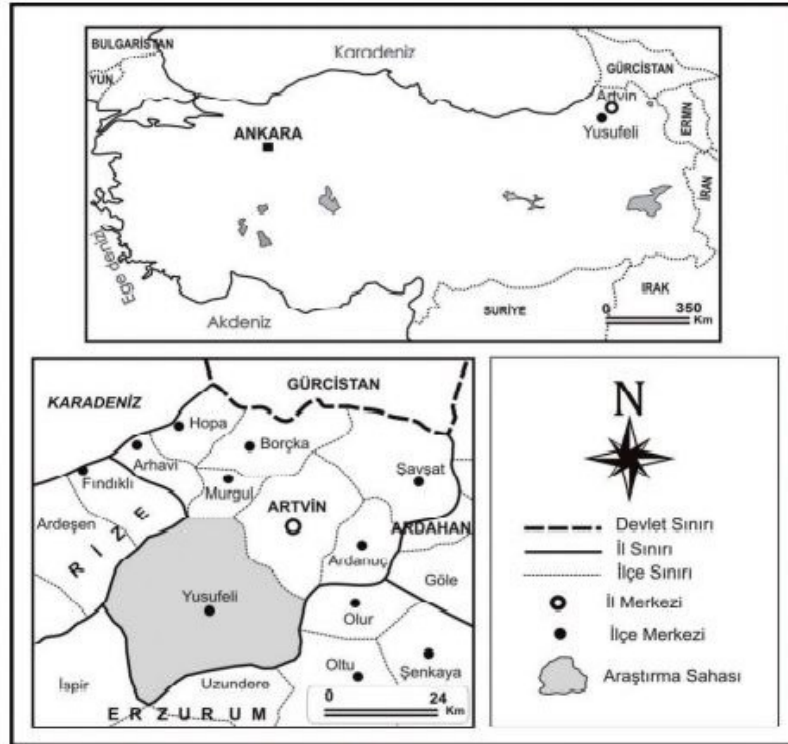 BULGARİSTAN
Karadeniz
YUN
GÜRCİSTAN
Artvin
ANKARA
Yusufeli
ERMN
İRAN
Ege denizi
IRAK
Akdeniz
SURİYE
0 350
Km
KARADENİZ
GÜRCİSTAN
Hopa
Borçka
Arhavi
Şavşat
Fındıklı
Murgul
ARTVİN
Ardeşen
ARDAHAN
RİZE
Ardanuç
Göle
Yusufeli
Olur
Oltu
Şenkaya
İspir
Uzundere
0 24
Km
ERZURUM
N
Devlet Sınırı
İl Sınırı
İlçe Sınırı
İl Merkezi
İlçe Merkezi
Araştırma Sahası